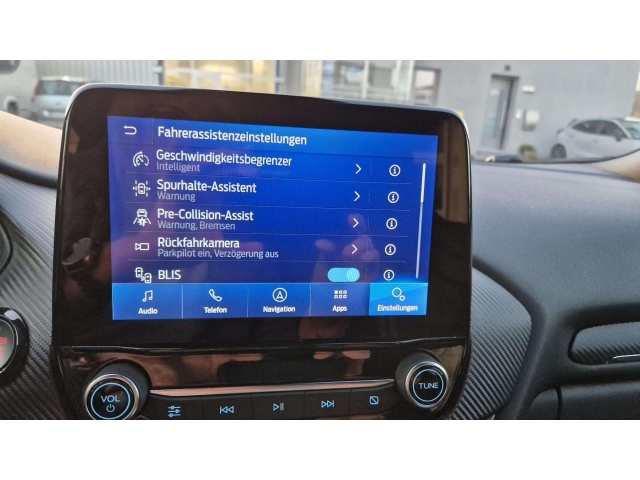 Fahrerassistenzeinstellungen
Geschwindigkeitsbegrenzer
Intelligent
Spurhalte-Assistent
Warnung
Pre-Collision-Assist
Warnung, Bremsen
Rückfahrkamera
Parkpilot ein, Verzögerung aus
BLIS
Audio
Telefon
Navigation
Apps
Einstellungen
VOL
TUNE